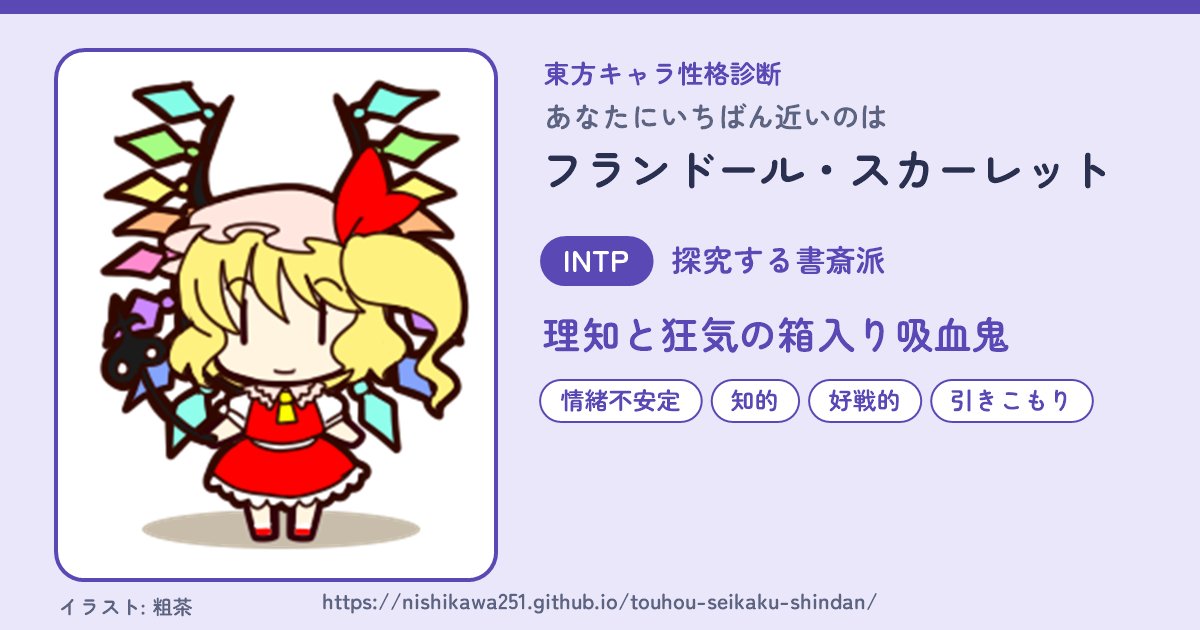 東方キャラ性格診断
あなたにいちばん近いのは
フランドール・スカーレット
INTP 探究する書斎派
理知と狂気の箱入り吸血鬼
情緒不安定 知的 好戦的 引きこもり
イラスト: 粗茶 https://nishikawa251.github.io/touhou-seikaku-shindan/